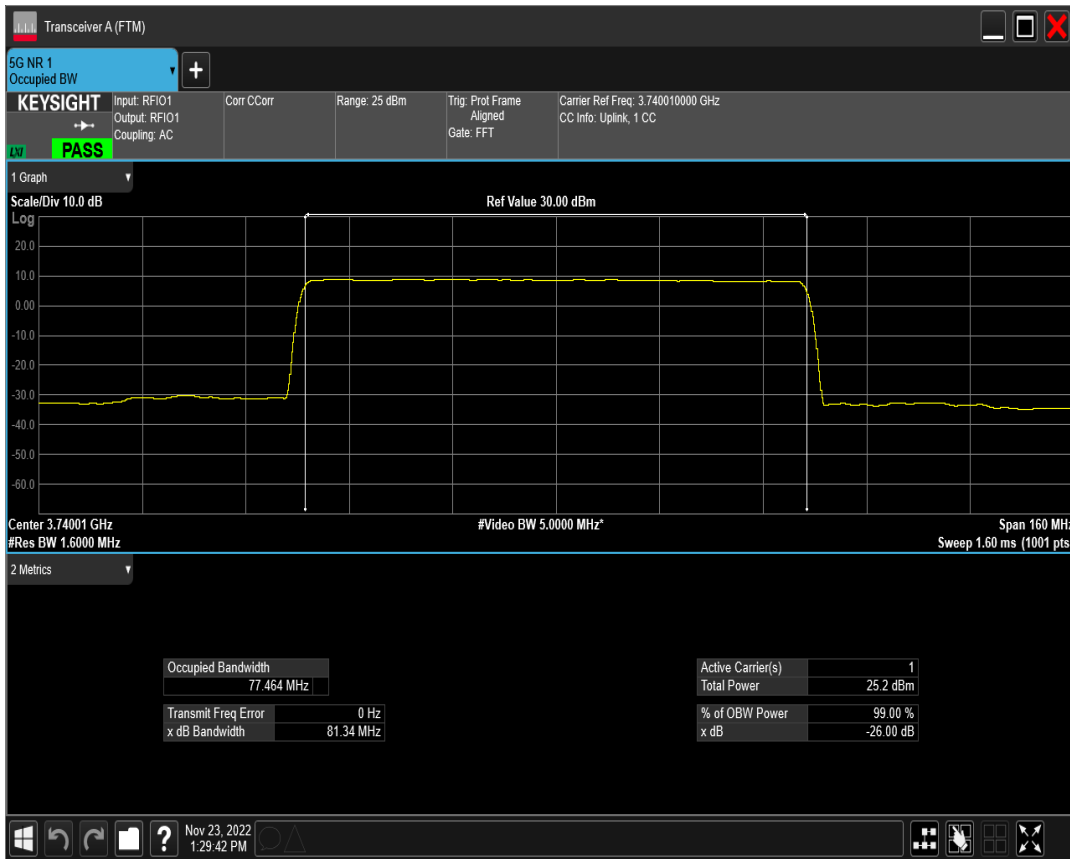 Transceiver A (FTM)
5G NR 1
Occupied BW
+
KEYSIGHT
LXI
PASS
Input: RFIO1
Output: RFIO1
Coupling: AC
Corr CCorr
Range: 25 dBm
Trig: Prot Frame
Aligned
Gate: FFT
Carrier Ref Freq: 3.740010000 GHz
CC Info: Uplink, 1 CC
1 Graph
Scale/Div 10.0 dB
Ref Value 30.00 dBm
Log
20.0
10.0
0.00
-10.0
-20.0
-30.0
-40.0
-50.0
-60.0
Center 3.74001 GHz
#Video BW 5.0000 MHz*
Span 160 MHz
#Res BW 1.6000 MHz
Sweep 1.60 ms (1001 pts
2 Metrics
Occupied Bandwidth
77.464 MHz
Transmit Freq Error 0 Hz
x dB Bandwidth 81.34 MHz
Active Carrier(s) 1
Total Power 25.2 dBm
% of OBW Power 99.00 %
x dB -26.00 dB
?
Nov 23, 2022
1:29:42 PM